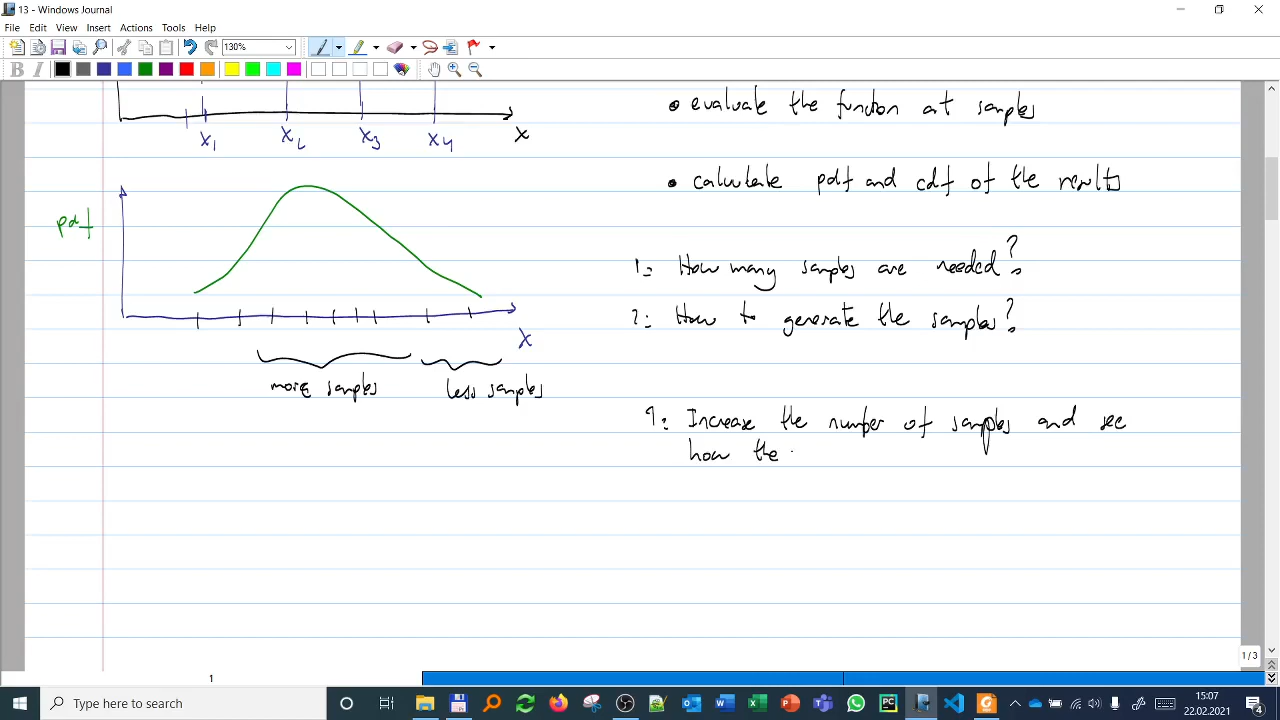 13 - Windows Journal
File Edit View Insert Actions Tools Help
130%
B I
x1 x2 x3 x4 x
pdf
x
more samples less samples
• evaluate the function at samples
• calculate pdf and cdf of the results
1: How many samples are needed?
2: How to generate the samples?
1: Increase the number of samples and see
how the
1 / 3
1
Type here to search
15:07
22.02.2021